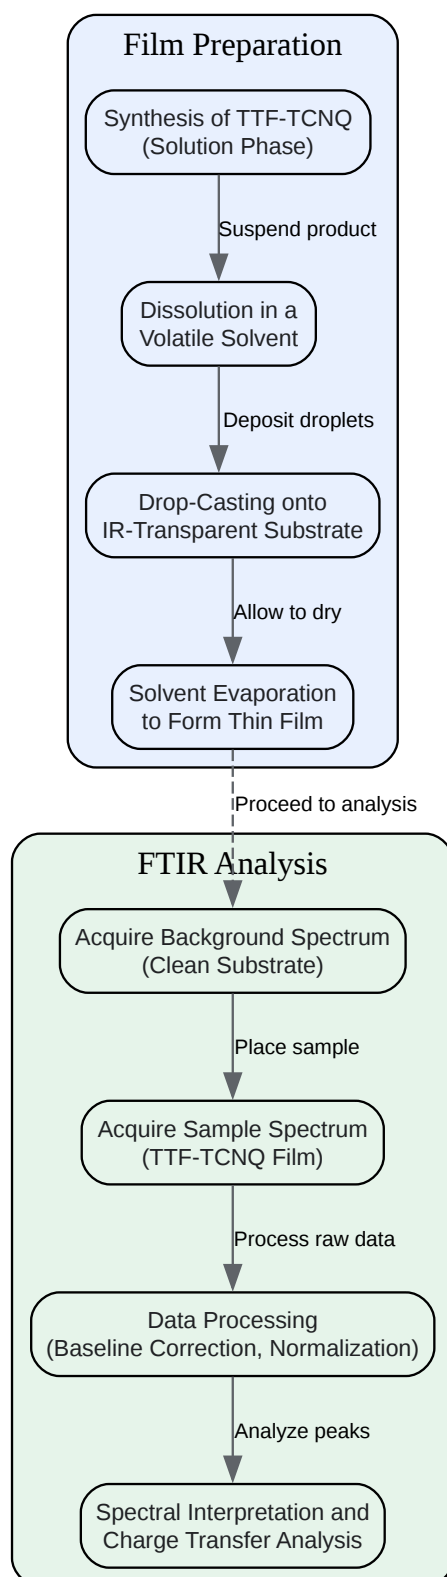 Film Preparation
Synthesis of TTF-TCNQ
(Solution Phase)
Suspend product
Dissolution in a
Volatile Solvent
Deposit droplets
Drop-Casting onto
IR-Transparent Substrate
Allow to dry
Solvent Evaporation
to Form Thin Film
Proceed to analysis
FTIR Analysis
Acquire Background Spectrum
(Clean Substrate)
Place sample
Acquire Sample Spectrum
(TTF-TCNQ Film)
Process raw data
Data Processing
(Baseline Correction, Normalization)
Analyze peaks
Spectral Interpretation and
Charge Transfer Analysis